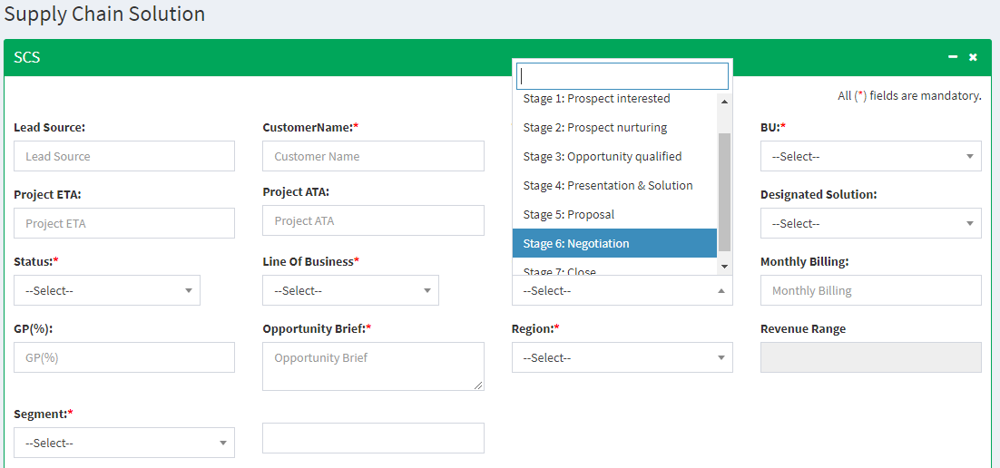 Supply Chain Solution
SCS
All (*) fields are mandatory.
Lead Source:
Lead Source
CustomerName:*
Customer Name
Stage 1: Prospect interested
Stage 2: Prospect nurturing
Stage 3: Opportunity qualified
Stage 4: Presentation & Solution
Stage 5: Proposal
Stage 6: Negotiation
Stage 7: Close
--Select--
BU:*
--Select--
Project ETA:
Project ETA
Project ATA:
Project ATA
Designated Solution:
--Select--
Status:*
--Select--
Line Of Business*
--Select--
Monthly Billing:
Monthly Billing
GP(%):
GP(%)
Opportunity Brief:*
Opportunity Brief
Region:*
--Select--
Revenue Range
Segment:*
--Select--